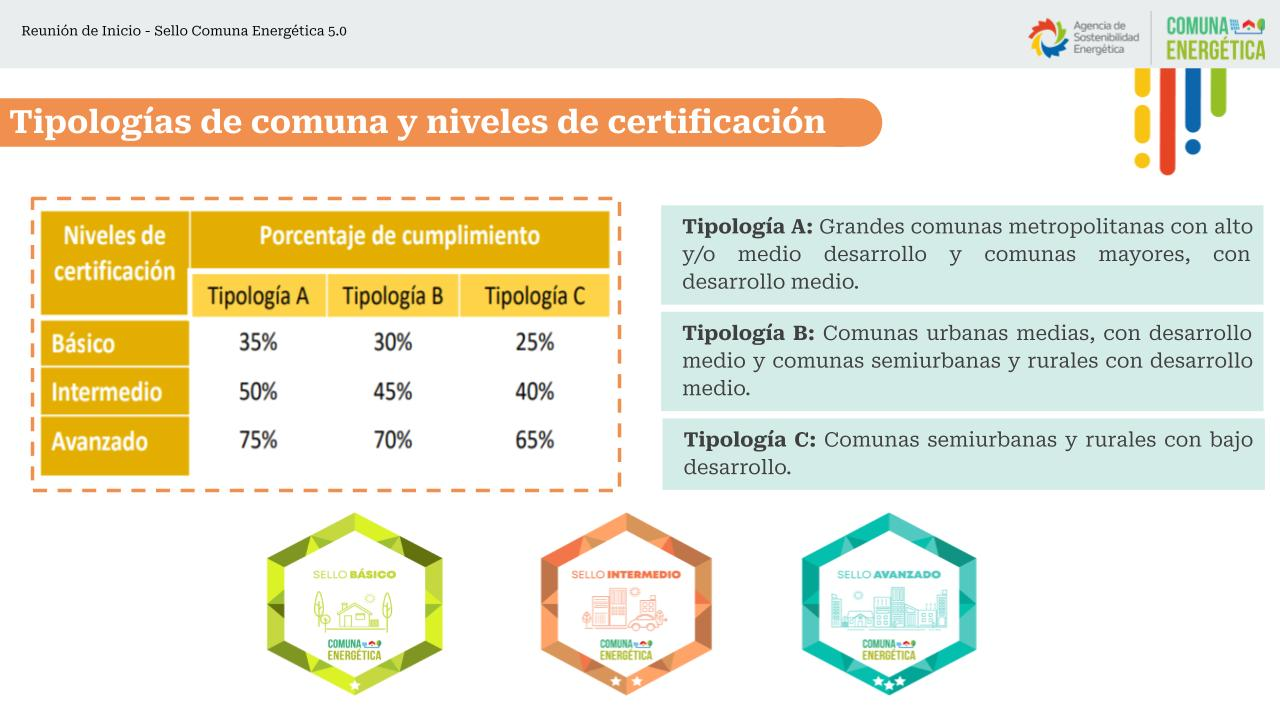 Reunión de Inicio - Sello Comuna Energética 5.0
Agencia de
Sostenibilidad
Energética
COMUNA
ENERGÉTICA
Tipologías de comuna y niveles de certificación
Niveles de
certificación
Porcentaje de cumplimiento
Tipología A Tipología B Tipología C
Básico 35% 30% 25%
Intermedio 50% 45% 40%
Avanzado 75% 70% 65%
Tipología A: Grandes comunas metropolitanas con alto
y/o medio desarrollo y comunas mayores, con
desarrollo medio.
Tipología B: Comunas urbanas medias, con desarrollo
medio y comunas semiurbanas y rurales con desarrollo
medio.
Tipología C: Comunas semiurbanas y rurales con bajo
desarrollo.
SELLO BÁSICO
COMUNA
ENERGÉTICA
SELLO INTERMEDIO
COMUNA
ENERGÉTICA
SELLO AVANZADO
COMUNA
ENERGÉTICA